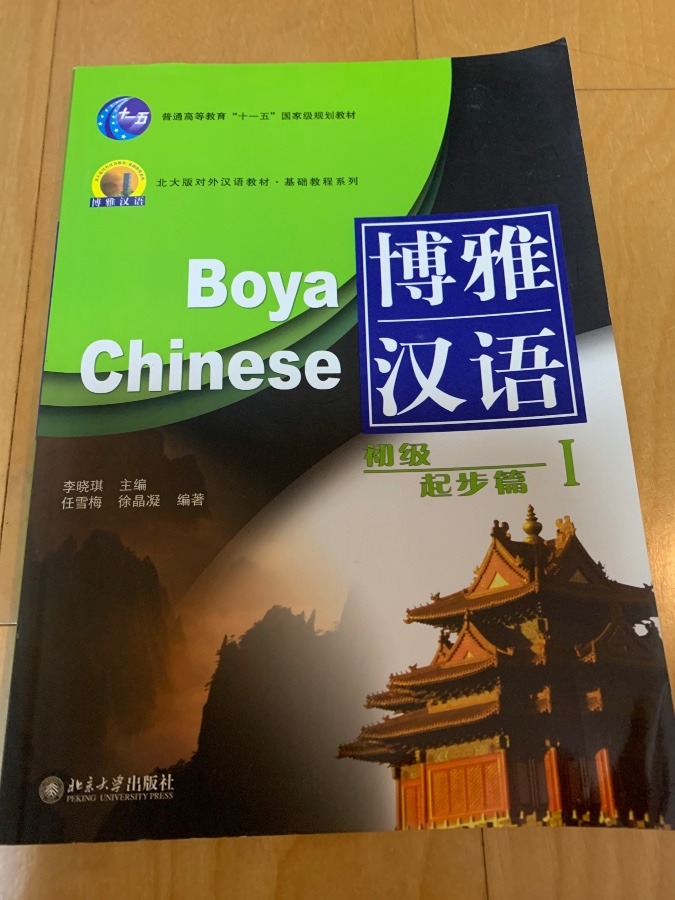 十一五
普通高等教育“十一五”国家级规划教材
博雅汉语
北大版对外汉语教材·基础教程系列
Boya
Chinese
博雅
汉语
初级
起步篇 I
李晓琪 主编
任雪梅 徐晶凝 编著
北京大学出版社
PEKING UNIVERSITY PRESS